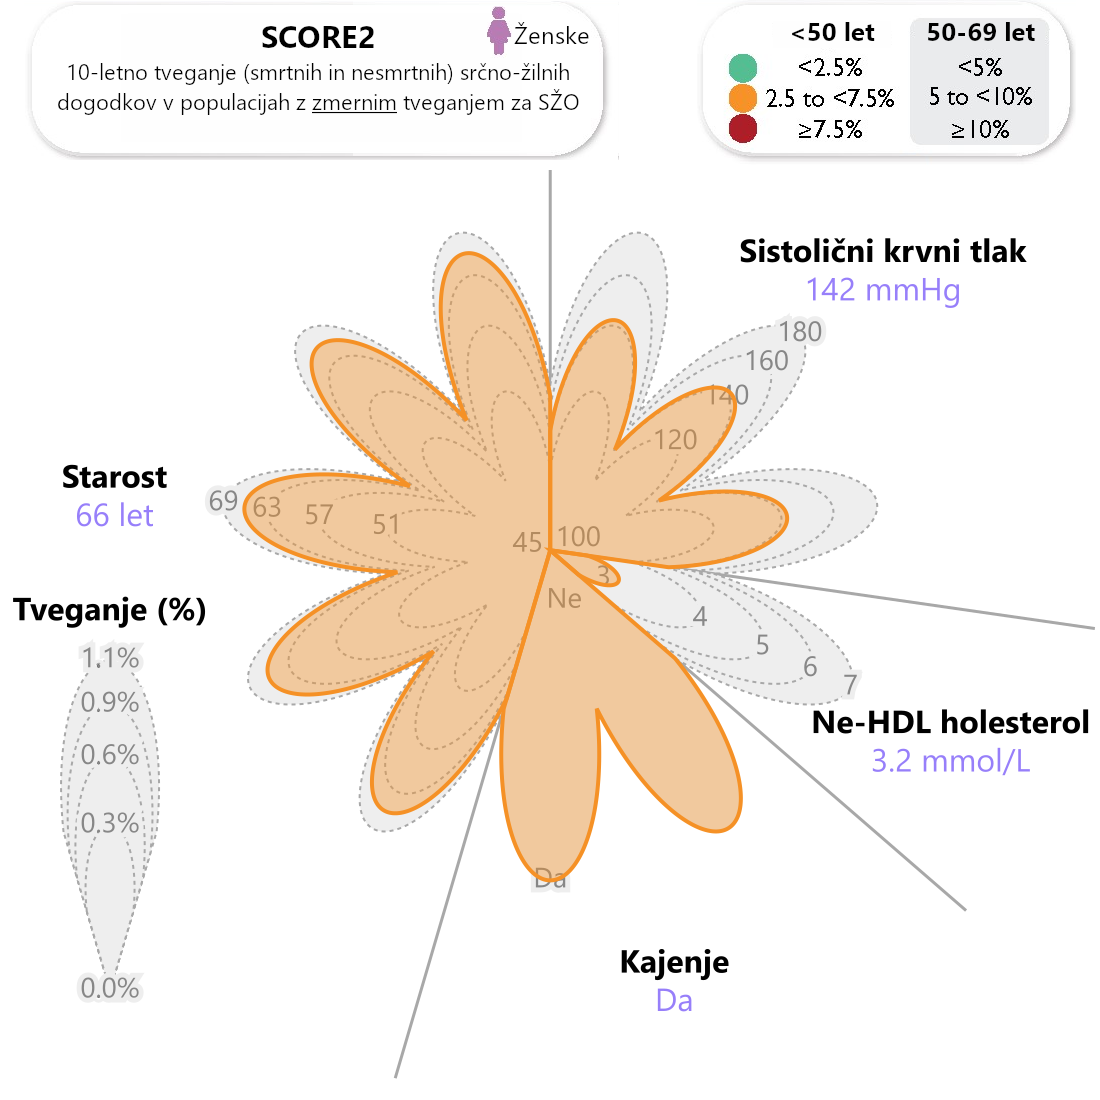 SCORE2
Ženske
10-letno tveganje (smrtnih in nesmrtnih) srčno-žilnih
dogodkov v populacijah z zmernim tveganjem za SŽO
<50 let 50-69 let
<2.5% <5%
2.5 to <7.5% 5 to <10%
≥7.5% ≥10%
Sistolični krvni tlak
142 mmHg
180
160
140
120
100
Starost
66 let
69 63 57 51 45
Ne
3
4
5
6
7
Ne-HDL holesterol
3.2 mmol/L
Tveganje (%)
1.1%
0.9%
0.6%
0.3%
0.0%
Da
Kajenje
Da